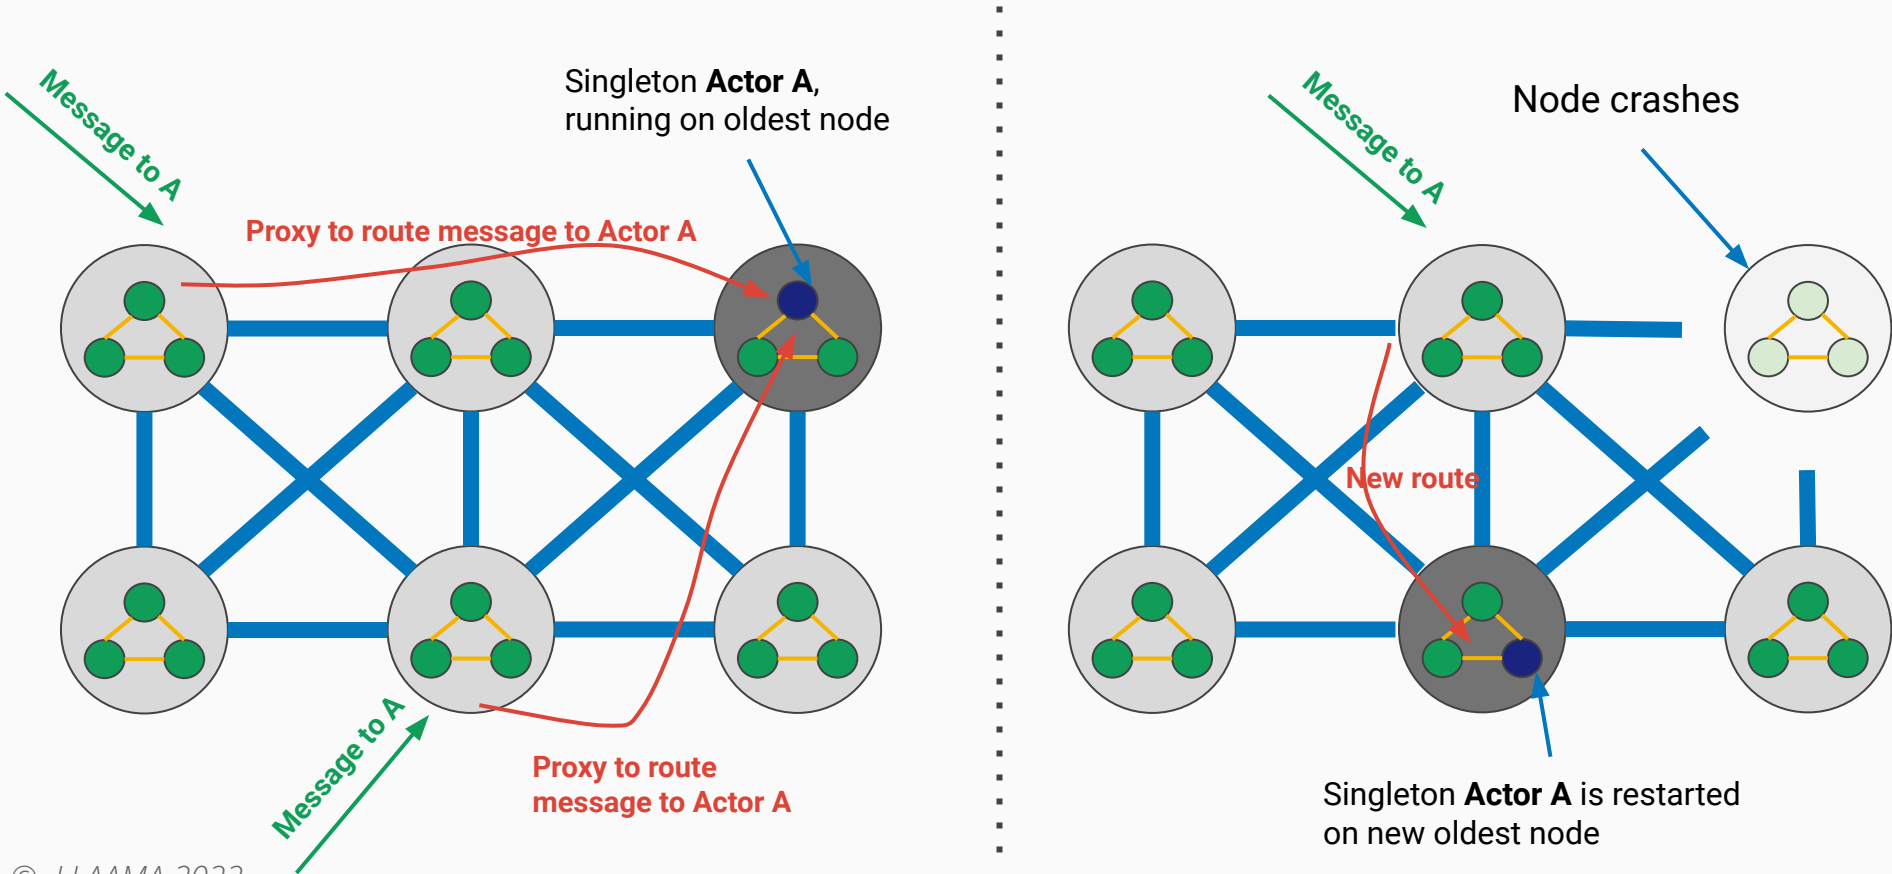 Message to A
Singleton Actor A,
running on oldest node
Proxy to route message to Actor A
Message to A
Proxy to route
message to Actor A
Message to A
Node crashes
New route
Singleton Actor A is restarted
on new oldest node